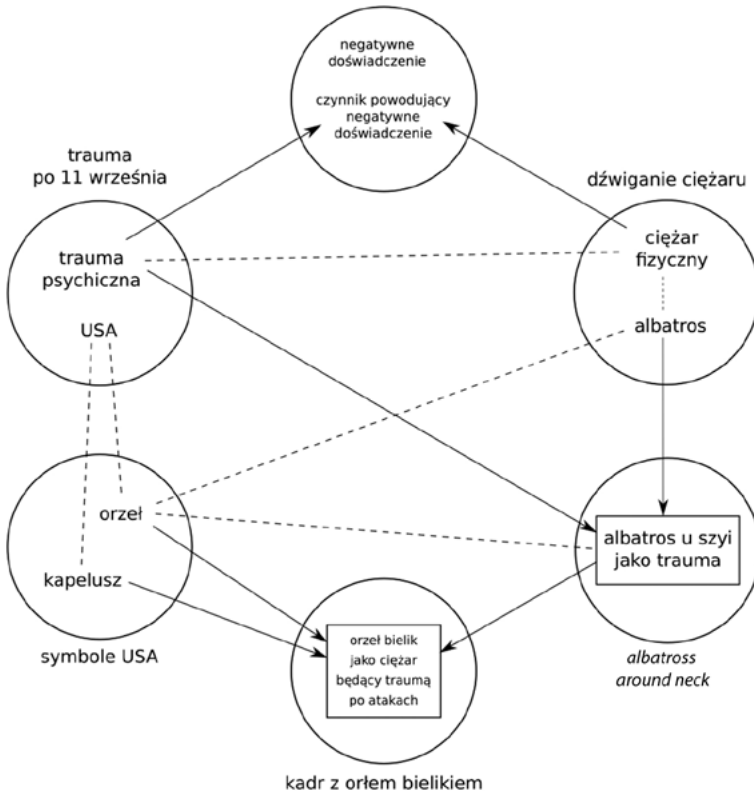 negatywne
doświadczenie
czynnik powodujący
negatywne
doświadczenie
trauma
po 11 września
dźwiganie ciężaru
trauma
psychiczna
USA
ciężar
fizyczny
albatros
orzeł
kapelusz
symbole USA
albatros u szyi
jako trauma
albatross
around neck
orzeł bielik
jako ciężar
będący traumą
po atakach
kadr z orłem bielikiem